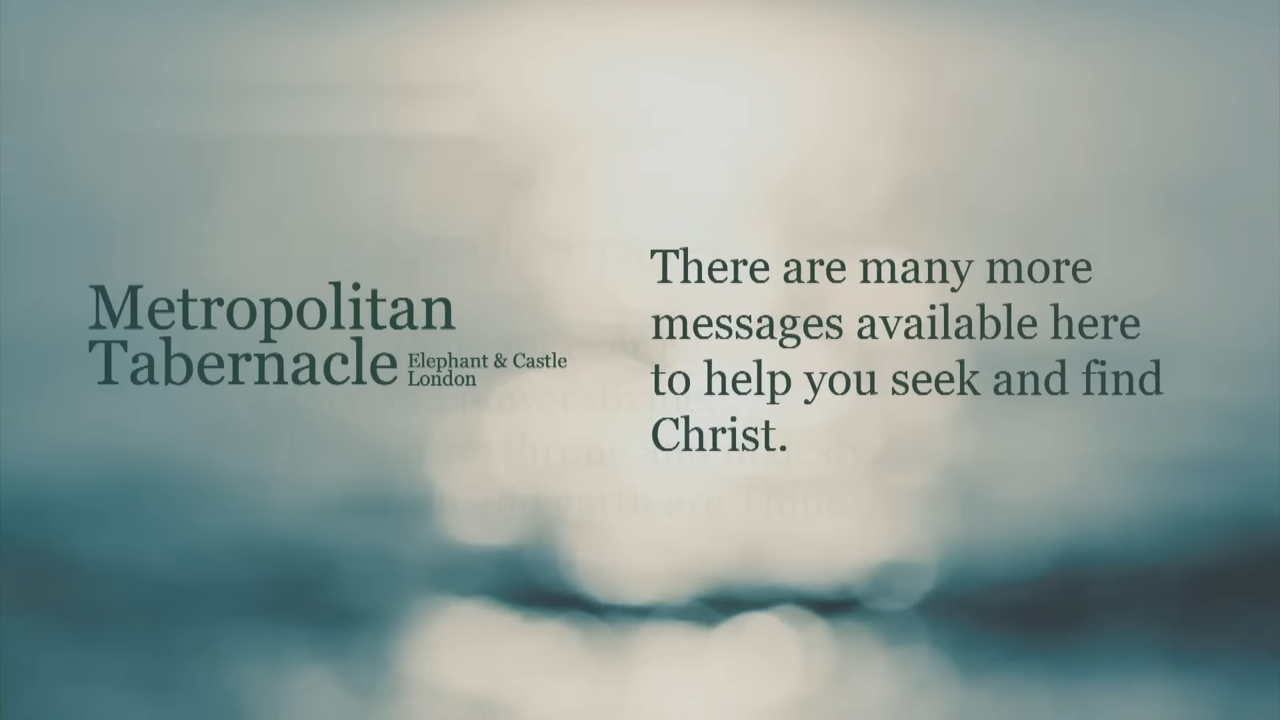 Metropolitan
Tabernacle Elephant & Castle
London
There are many more
messages available here
to help you seek and find
Christ.